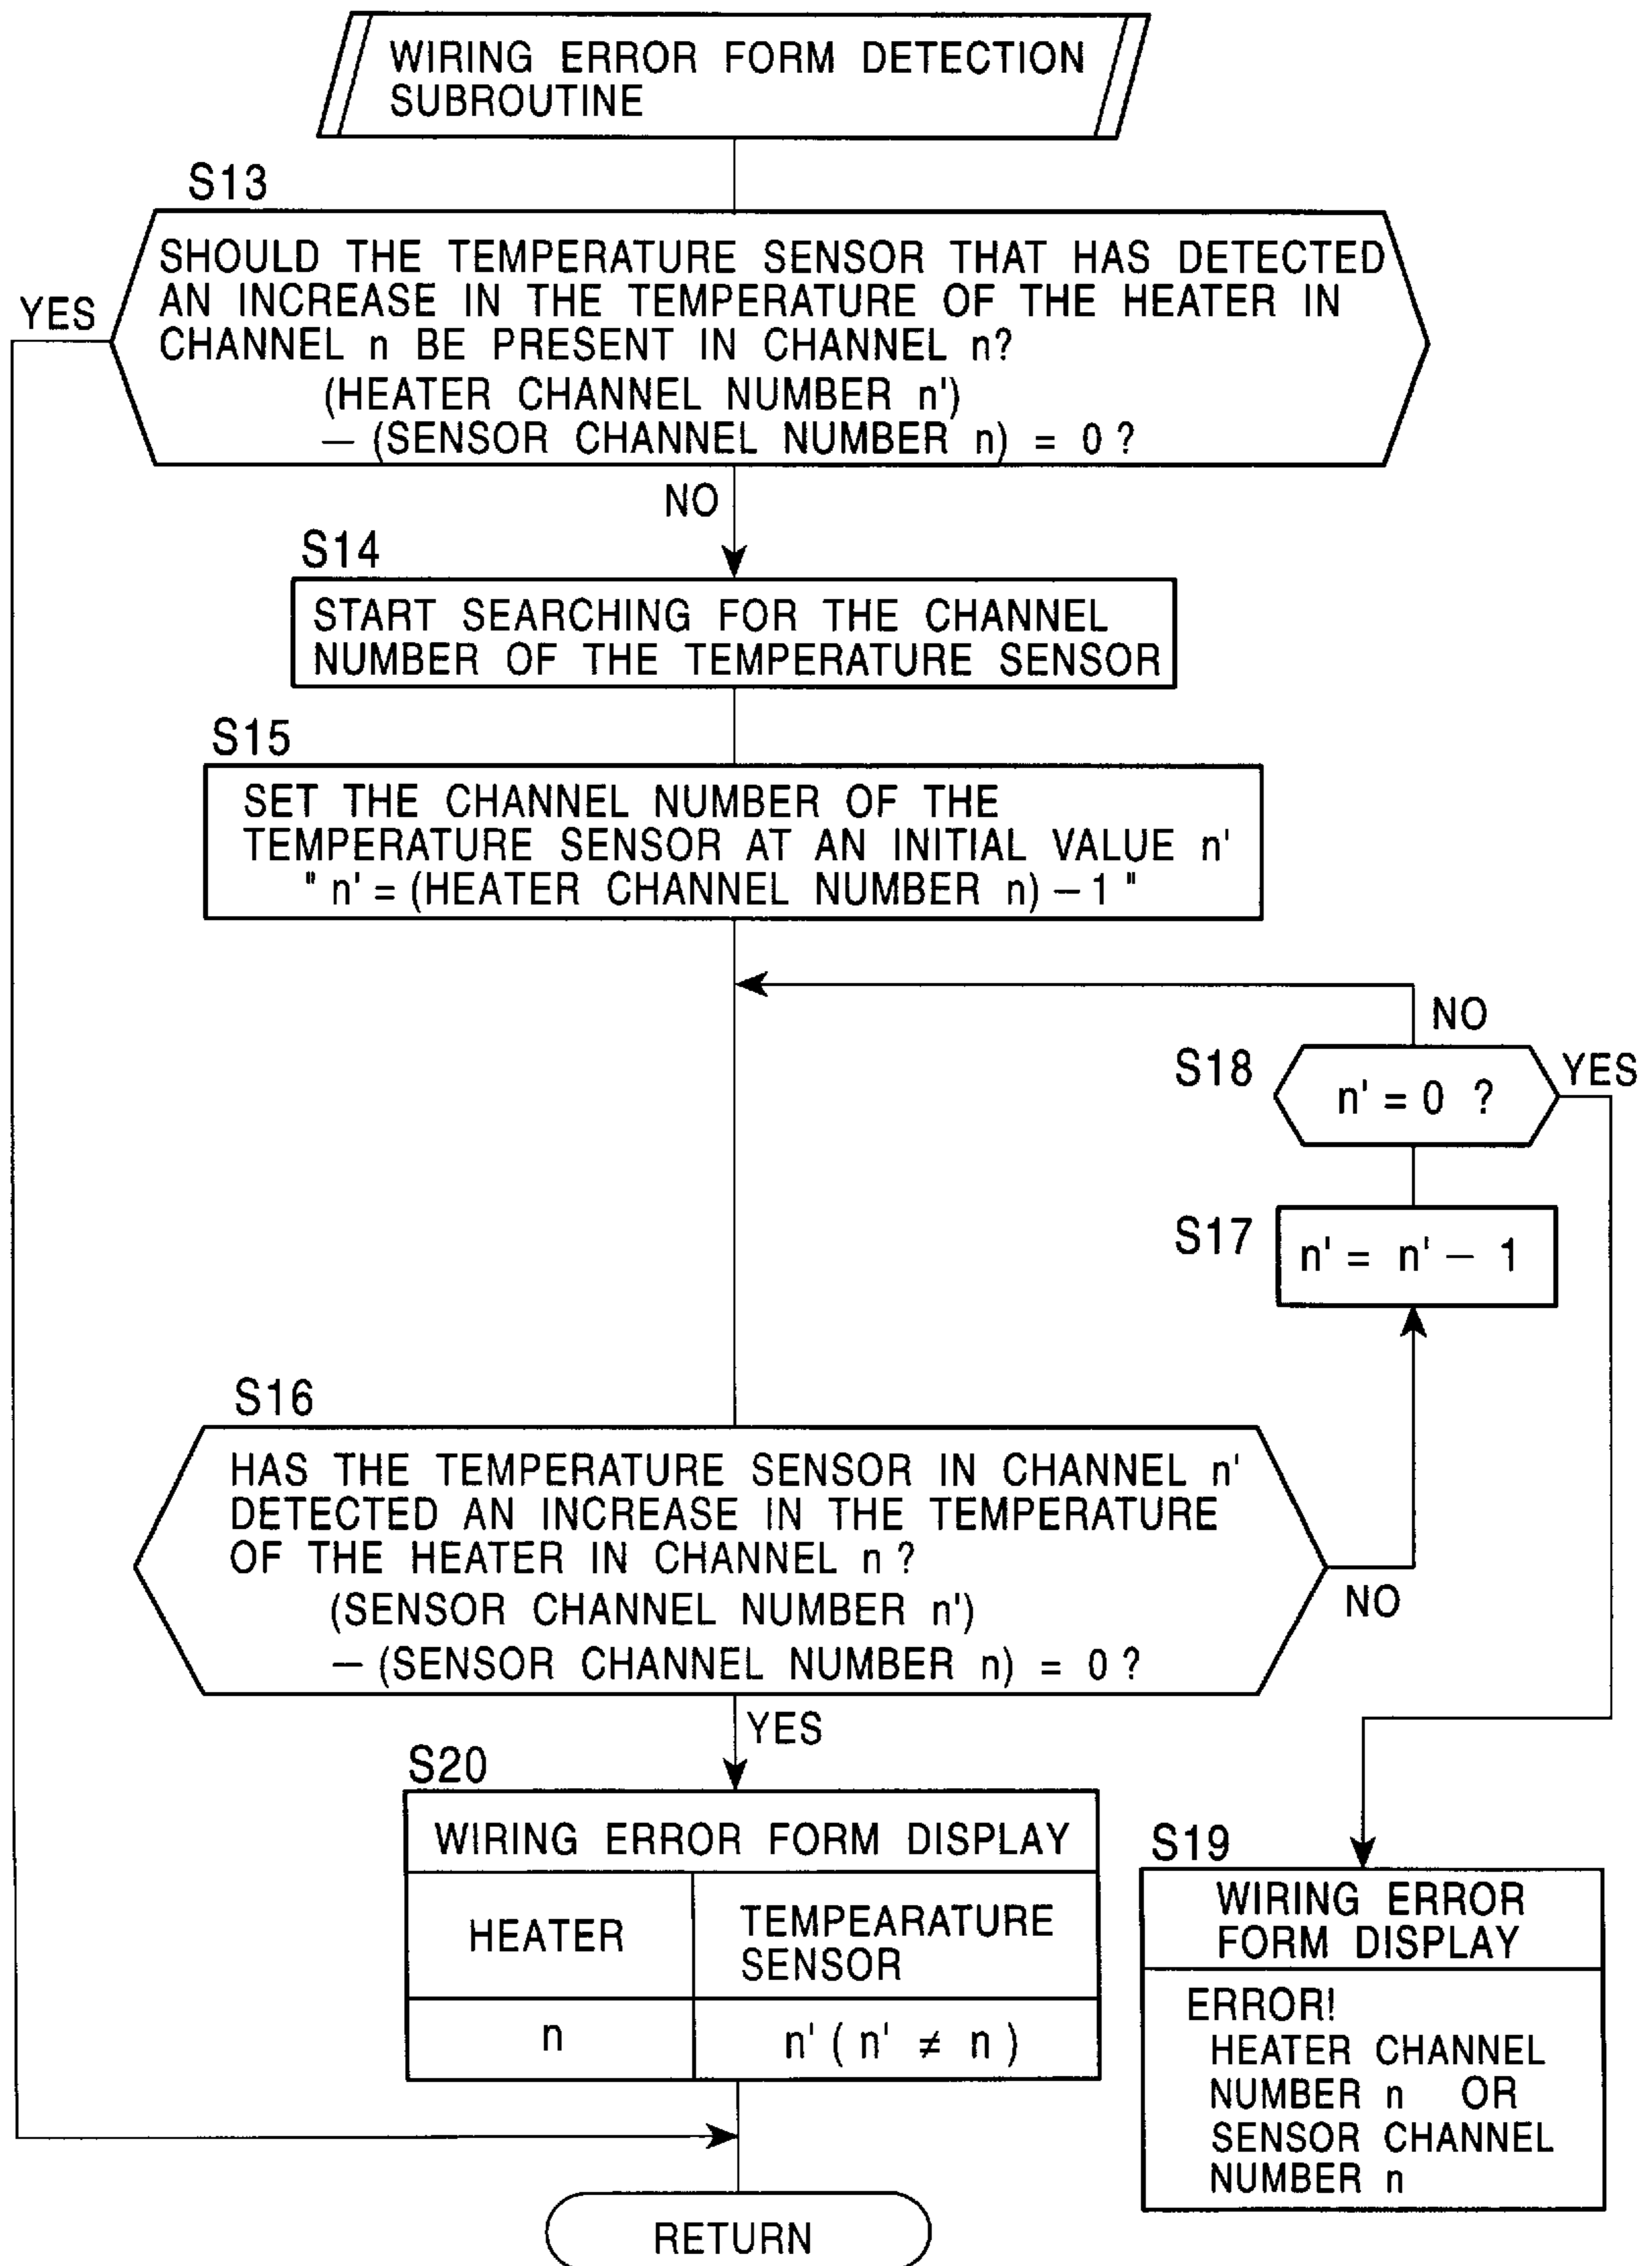 WIRING ERROR FORM DETECTION
SUBROUTINE
S13
SHOULD THE TEMPERATURE SENSOR THAT HAS DETECTED
AN INCREASE IN THE TEMPERATURE OF THE HEATER IN
CHANNEL n BE PRESENT IN CHANNEL n?
(HEATER CHANNEL NUMBER n')
— (SENSOR CHANNEL NUMBER n) = 0 ?
YES
NO
S14
START SEARCHING FOR THE CHANNEL
NUMBER OF THE TEMPERATURE SENSOR
S15
SET THE CHANNEL NUMBER OF THE
TEMPERATURE SENSOR AT AN INITIAL VALUE n'
" n' = (HEATER CHANNEL NUMBER n) — 1 "
NO
S18
n' = 0 ?
YES
S17
n' = n' — 1
S16
HAS THE TEMPERATURE SENSOR IN CHANNEL n'
DETECTED AN INCREASE IN THE TEMPERATURE
OF THE HEATER IN CHANNEL n ?
(SENSOR CHANNEL NUMBER n')
— (SENSOR CHANNEL NUMBER n) = 0 ?
NO
YES
S20
WIRING ERROR FORM DISPLAY
HEATER
TEMPEARATURE
SENSOR
n
n' ( n' ≠ n )
S19
WIRING ERROR
FORM DISPLAY
ERROR!
HEATER CHANNEL
NUMBER n OR
SENSOR CHANNEL
NUMBER n
RETURN